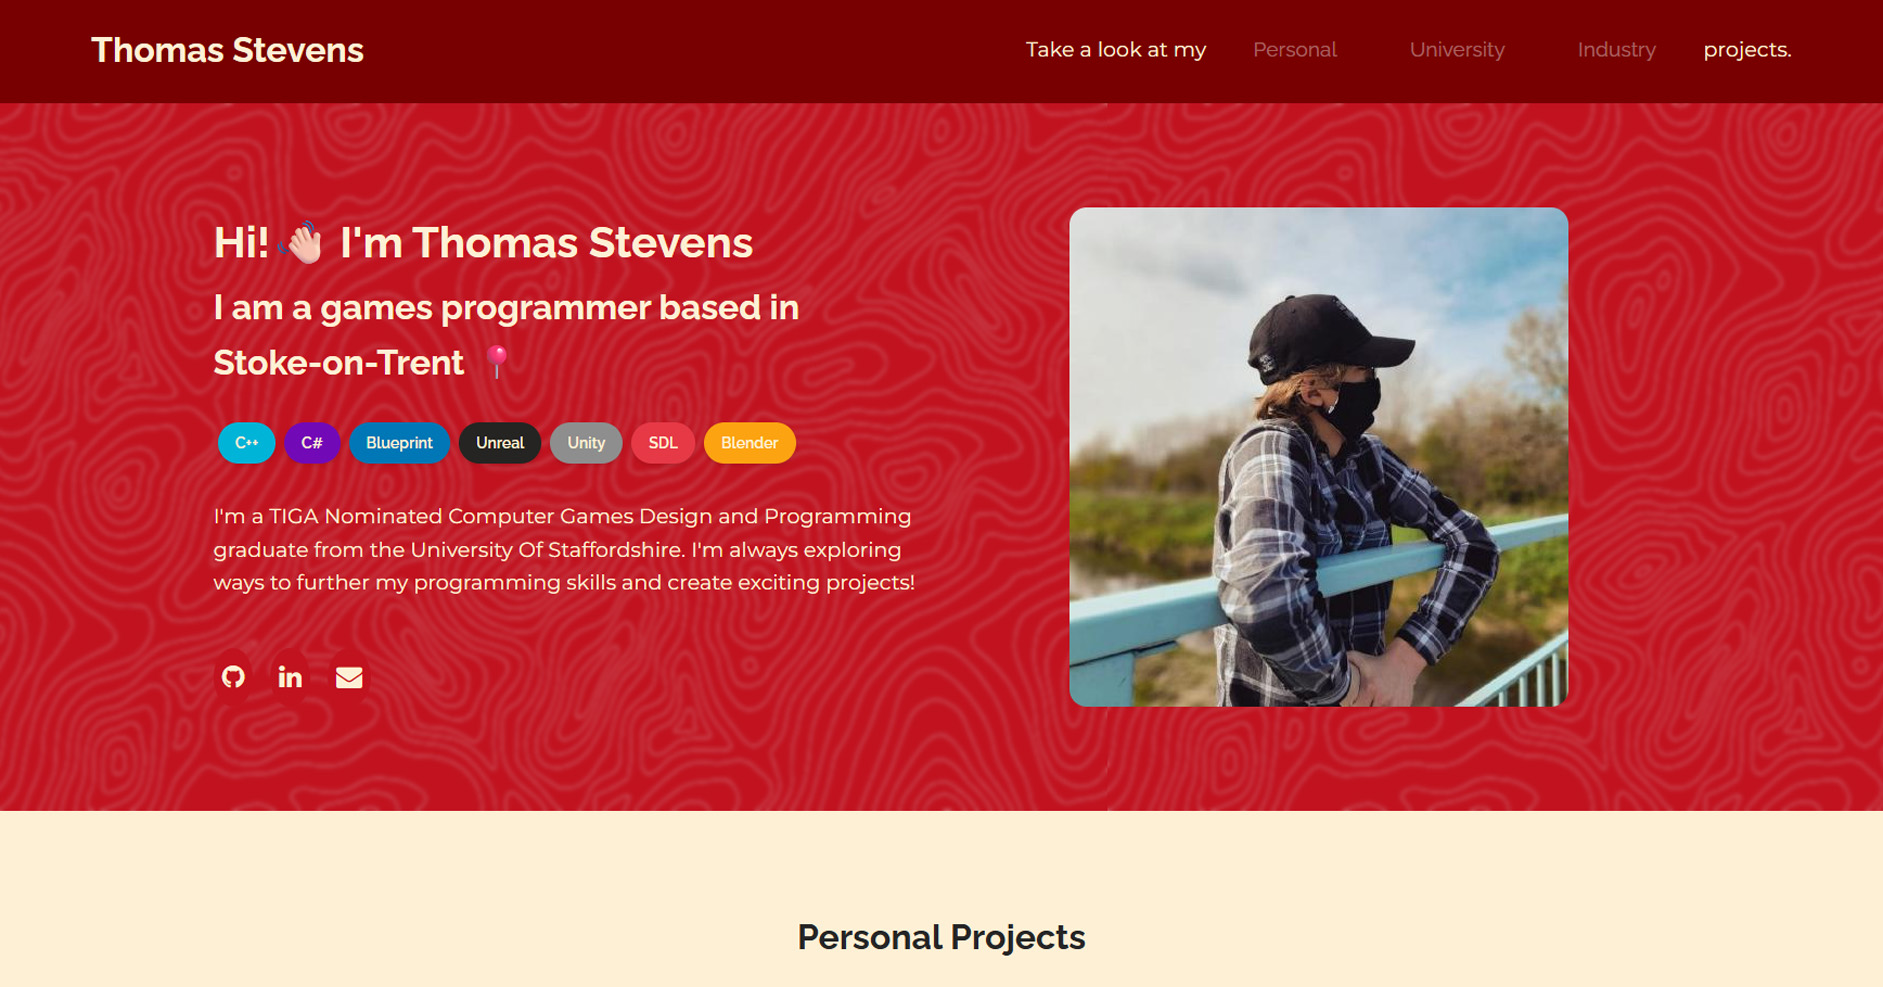 Thomas Stevens
Take a look at my Personal University Industry projects.
Hi! 👋🏻 I'm Thomas Stevens
I am a games programmer based in
Stoke-on-Trent 📍
C++ C# Blueprint Unreal Unity SDL Blender
I'm a TIGA Nominated Computer Games Design and Programming
graduate from the University Of Staffordshire. I'm always exploring
ways to further my programming skills and create exciting projects!
in
Personal Projects